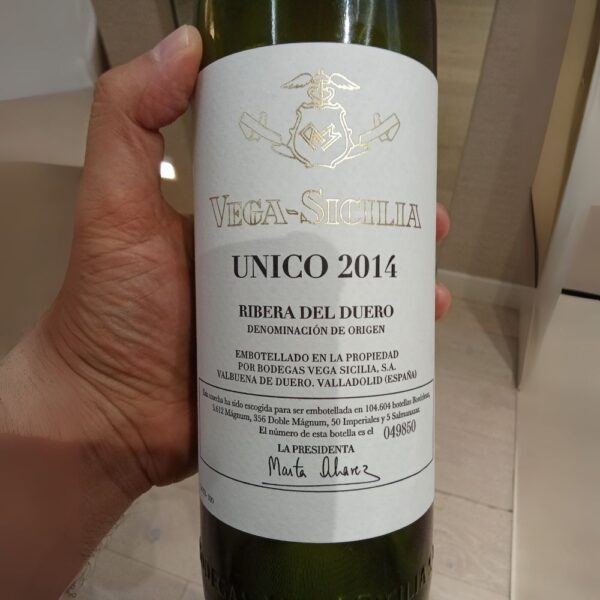 VEGA-SICILIA
UNICO 2014
RIBERA DEL DUERO
DENOMINACIÓN DE ORIGEN
EMBOTELLADO EN LA PROPIEDAD
POR BODEGAS VEGA SICILIA, S.A.
VALBUENA DE DUERO. VALLADOLID (ESPAÑA)
Esta cosecha ha sido escogida para ser embotellada en 104.604 botellas Bordelesas,
3.612 Mágnum, 356 Doble Mágnum, 50 Imperiales y 5 Salmanazar.
El número de esta botella es el 049850
LA PRESIDENTA
Marta Álvarez